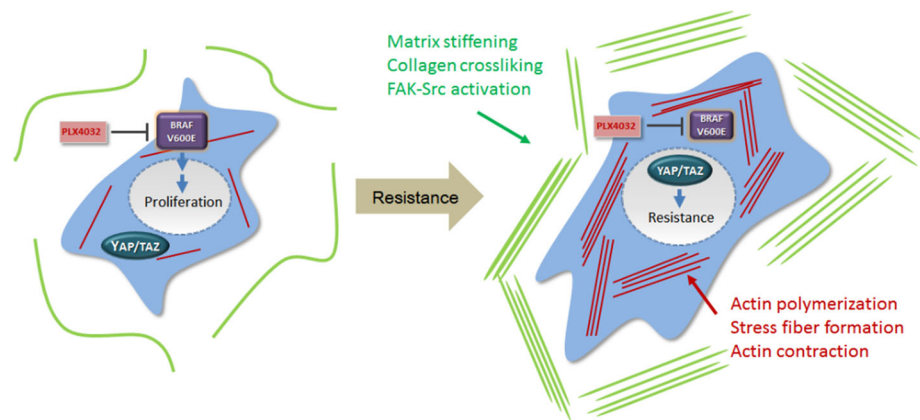 PLX4032
BRAF
V600E
Proliferation
YAP/TAZ
Resistance
Matrix stiffening
Collagen crossliking
FAK-Src activation
PLX4032
BRAF
V600E
YAP/TAZ
Resistance
Actin polymerization
Stress fiber formation
Actin contraction